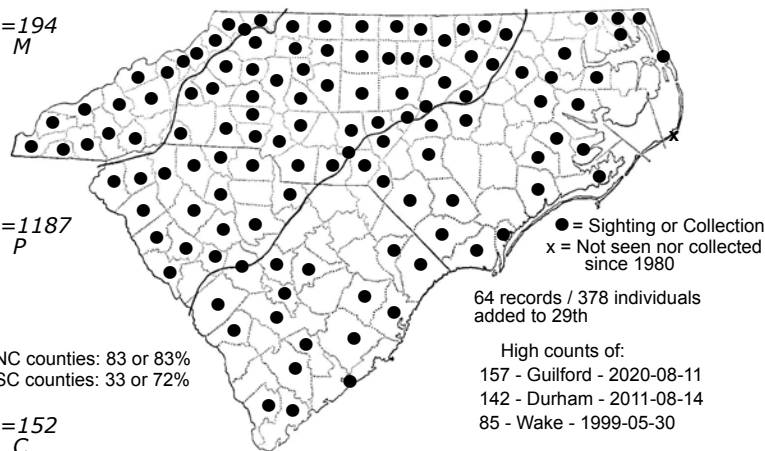 =194
M
=1187
P
● = Sighting or Collection
x = Not seen nor collected
since 1980
x
64 records / 378 individuals
added to 29th
NC counties: 83 or 83%
SC counties: 33 or 72%
High counts of:
157 - Guilford - 2020-08-11
142 - Durham - 2011-08-14
85 - Wake - 1999-05-30
=152
C